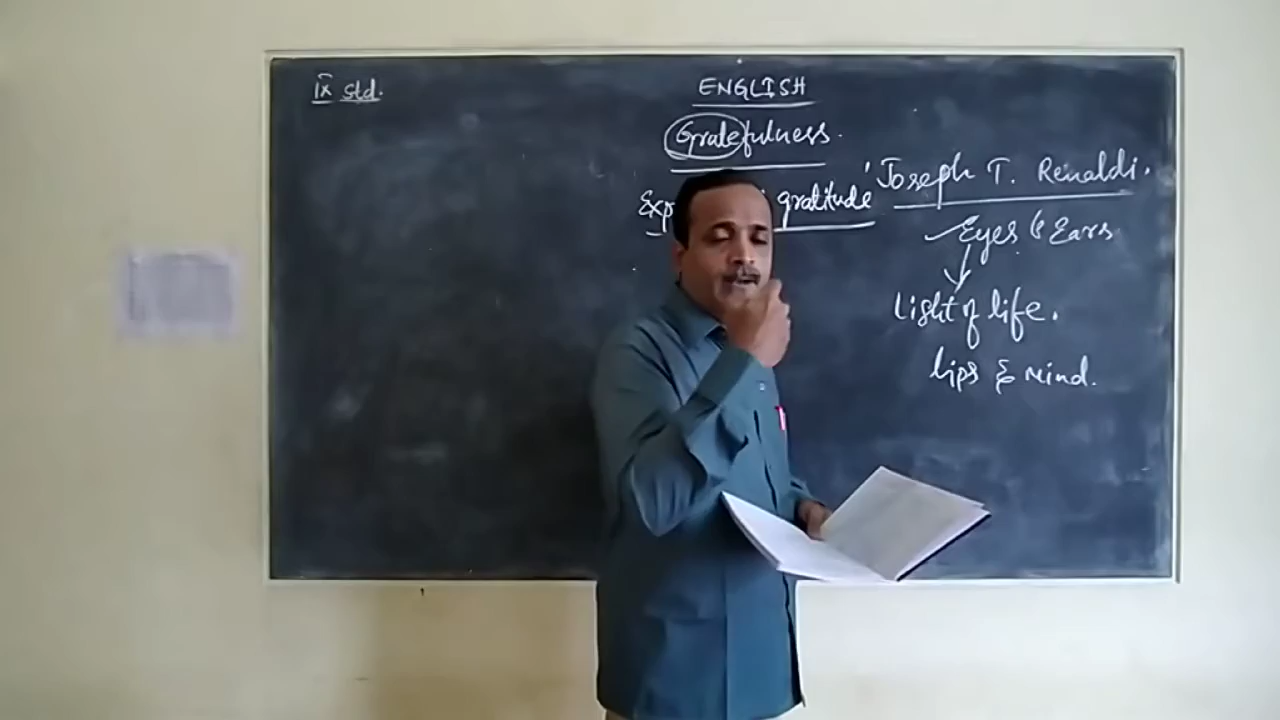 IX Std.
ENGLISH
Gratefulness.
'Joseph T. Renaldi.
gratitude
Eyes & Ears
Light of life.
lips & mind.